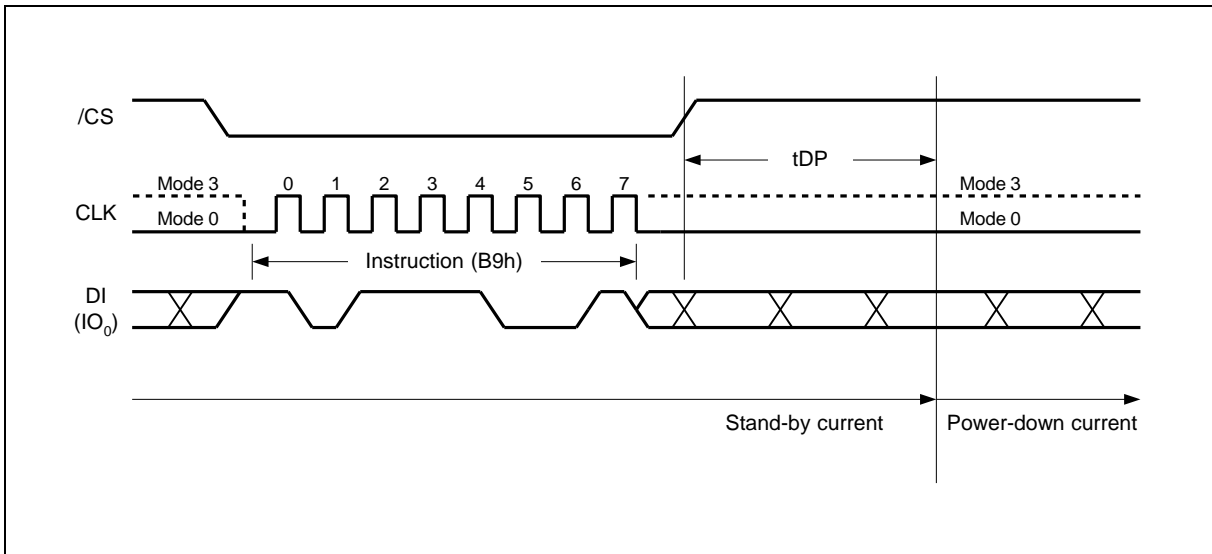 /CS
tDP
Mode 3 0 1 2 3 4 5 6 7 Mode 3
CLK
Mode 0 Mode 0
Instruction (B9h)
DI
(IO₀)
Stand-by current Power-down current